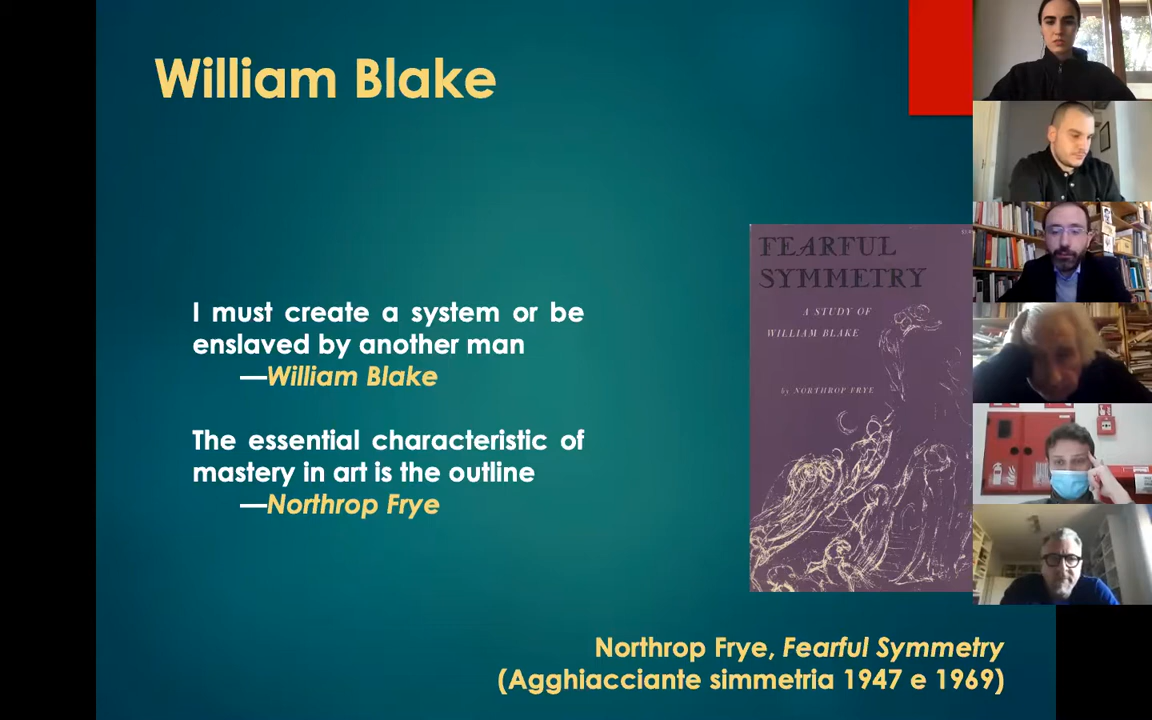 William Blake
I must create a system or be
enslaved by another man
—William Blake
The essential characteristic of
mastery in art is the outline
—Northrop Frye
FEARFUL
SYMMETRY
A STUDY OF
WILLIAM BLAKE
by NORTHROP FRYE
Northrop Frye, Fearful Symmetry
(Agghiacciante simmetria 1947 e 1969)